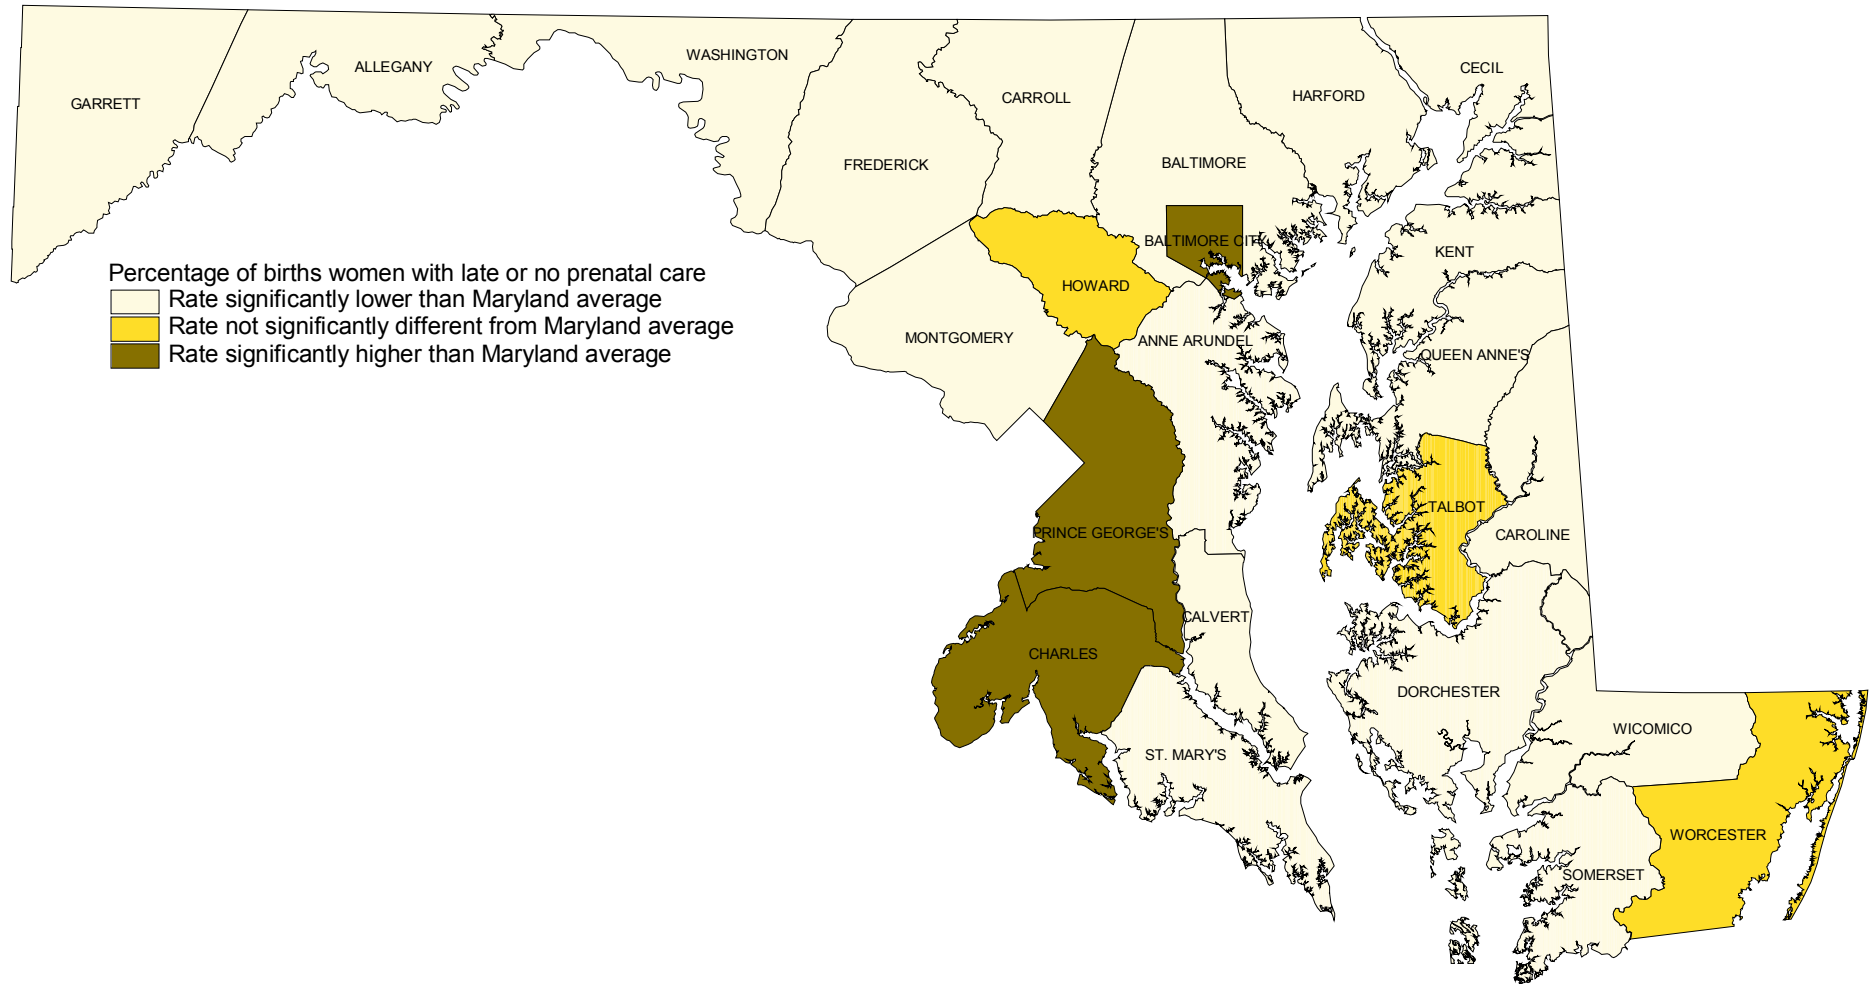 GARRETT
ALLEGANY
WASHINGTON
FREDERICK
CARROLL
BALTIMORE
HARFORD
CECIL
BALTIMORE CITY
KENT
Percentage of births women with late or no prenatal care
Rate significantly lower than Maryland average
Rate not significantly different from Maryland average
Rate significantly higher than Maryland average
HOWARD
MONTGOMERY
ANNE ARUNDEL
QUEEN ANNE'S
TALBOT
PRINCE GEORGE'S
CAROLINE
CALVERT
CHARLES
DORCHESTER
WICOMICO
ST. MARY'S
WORCESTER
SOMERSET